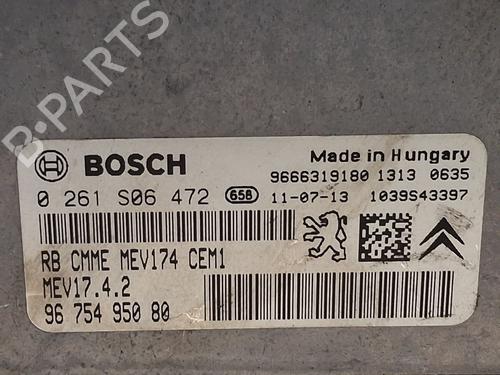 B-PARTS
BOSCH
Made in Hungary
9666319180 1313 0635
0 261 S06 472 658 11-07-13 1039S43397
RB CMME MEV174 CEM1
MEV17.4.2
96 754 950 80